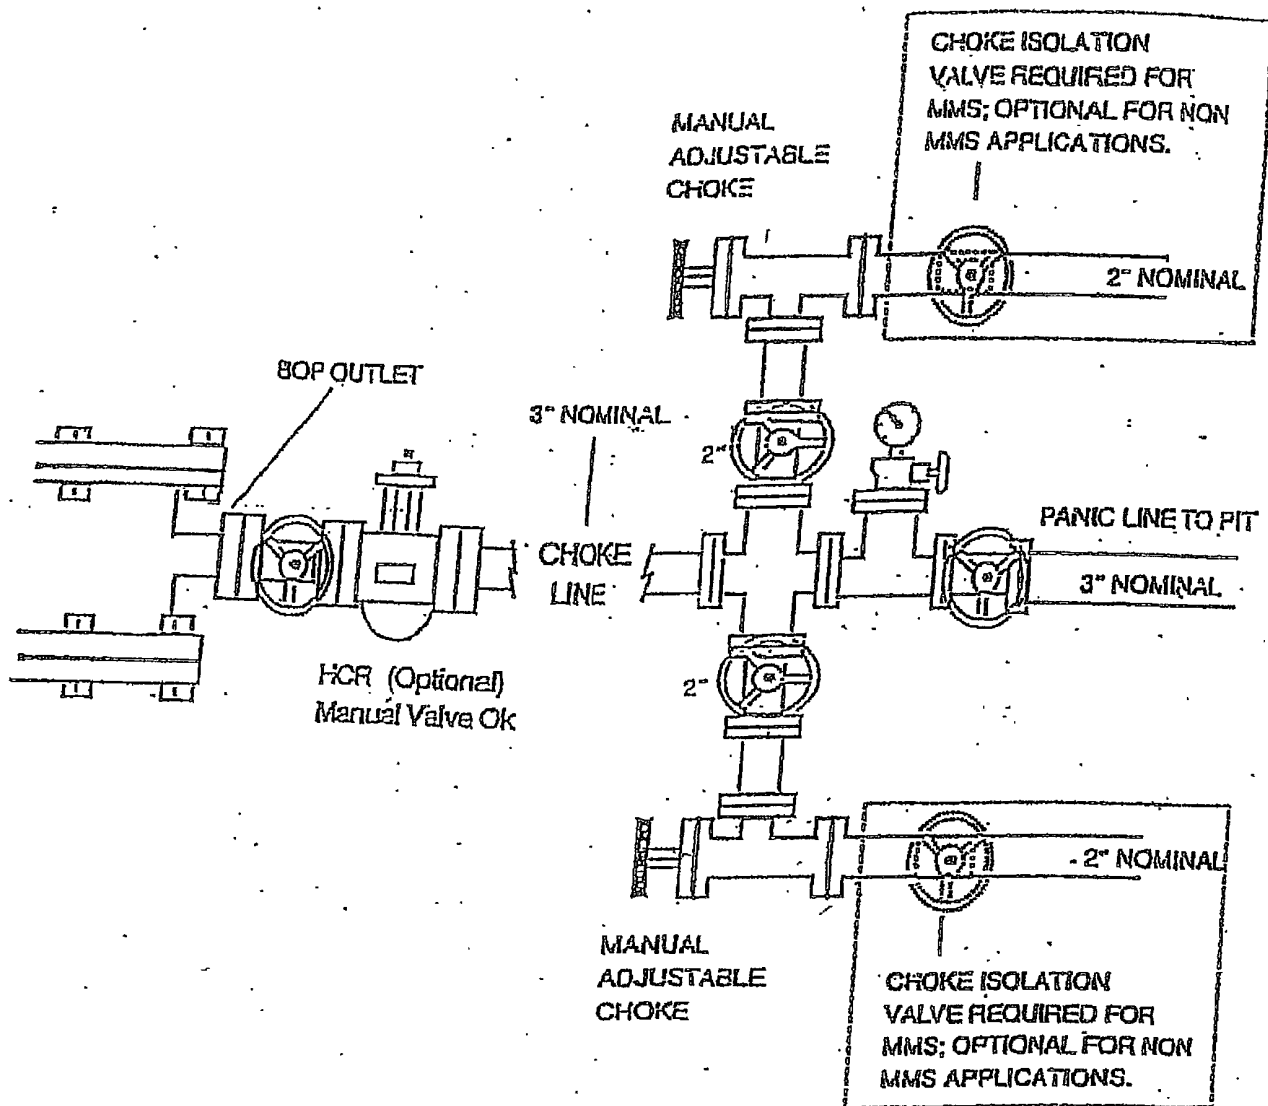 CHOKE ISOLATION
VALVE REQUIRED FOR
MMS; OPTIONAL FOR NON
MMS APPLICATIONS.
MANUAL
ADJUSTABLE
CHOKE
2" NOMINAL
BOP OUTLET
3" NOMINAL
2"
PANIC LINE TO PIT
3" NOMINAL
CHOKE
LINE
HCR (Optional)
Manual Valve Ok
2"
2" NOMINAL
MANUAL
ADJUSTABLE
CHOKE
CHOKE ISOLATION
VALVE REQUIRED FOR
MMS; OPTIONAL FOR NON
MMS APPLICATIONS.